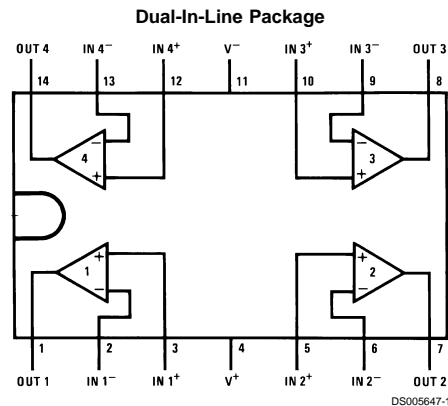 Dual-In-Line Package
OUT 4 IN 4− IN 4+ V− IN 3+ IN 3− OUT 3
14 13 12 11 10 9 8
− −
4 3
+ +
+ +
1 2
− −
1 2 3 4 5 6 7
OUT 1 IN 1− IN 1+ V+ IN 2+ IN 2− OUT 2
DS005647-1